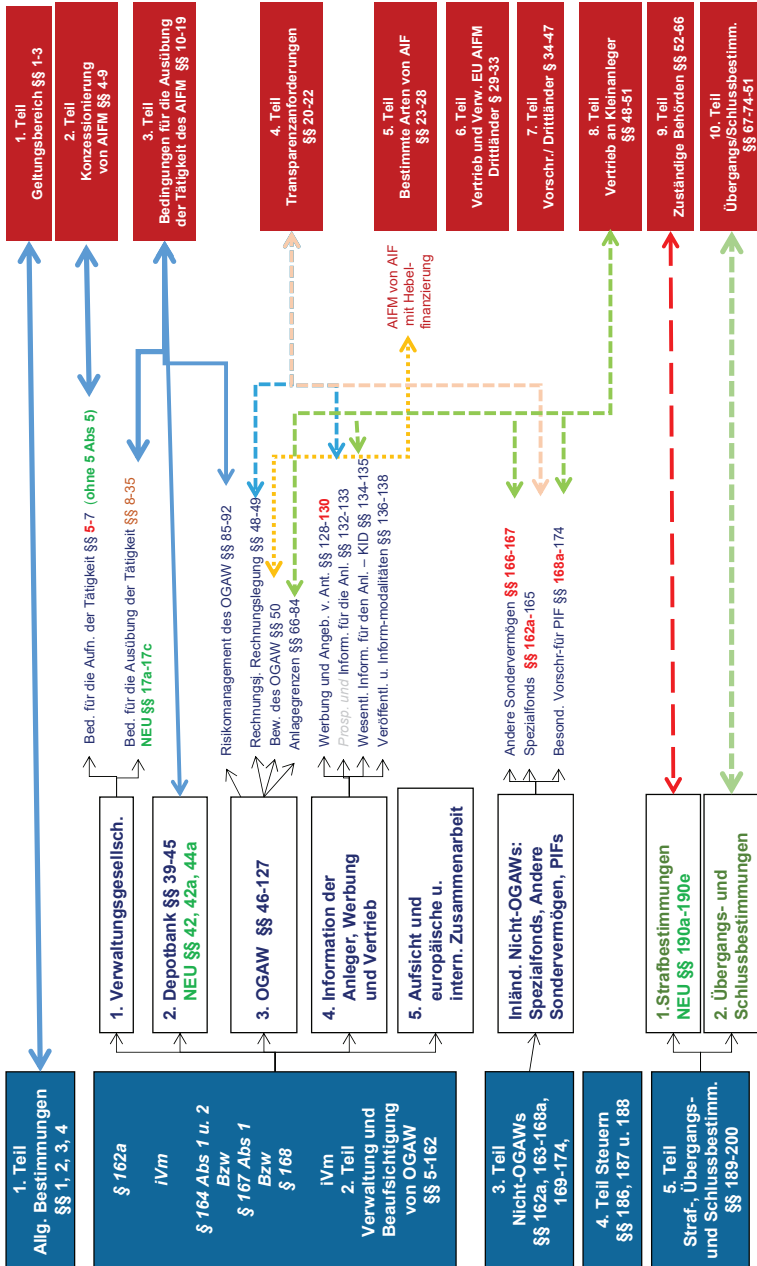 1. Teil
Allg. Bestimmungen
§§ 1, 2, 3, 4
§ 162a
iVm
§ 164 Abs 1 u. 2
Bzw
§ 167 Abs 1
Bzw
§ 168
iVm
2. Teil
Verwaltung und
Beaufsichtigung
von OGAW
§§ 5-162
3. Teil
Nicht-OGAWs
§§ 162a, 163-168a,
169-174,
4. Teil Steuern
§§ 186, 187 u. 188
5. Teil
Straf-, Übergangs-
und Schlussbestimm.
§§ 189-200
1. Verwaltungsgesellsch.
2. Depotbank §§ 39-45
NEU §§ 42, 42a, 44a
3. OGAW §§ 46-127
4. Information der
Anleger, Werbung
und Vertrieb
5. Aufsicht und
europäische u.
intern. Zusammenarbeit
Inländ. Nicht-OGAWs:
Spezialfonds, Andere
Sondervermögen, PIFs
1.Strafbestimmungen
NEU §§ 190a-190e
2. Übergangs- und
Schlussbestimmungen
Bed. für die Aufn. der Tätigkeit §§ 5-7 (ohne 5 Abs 5)
Bed. für die Ausübung der Tätigkeit §§ 8-35
NEU §§ 17a-17c
Risikomanagement des OGAW §§ 85-92
Rechnungsj. Rechnungslegung §§ 48-49
Bew. des OGAW §§ 50
Anlagegrenzen §§ 66-84
Werbung und Angeb. v. Ant. §§ 128-130
Prosp. und Inform. für die Anl. §§ 132-133
Wesentl. Inform. für den Anl. – KID §§ 134-135
Veröffentl. u. Inform-modalitäten §§ 136-138
Andere Sondervermögen §§ 166-167
Spezialfonds §§ 162a-165
Besond. Vorschr-für PIF §§ 168a-174
AIFM von AIF
mit Hebel-
finanzierung
1. Teil
Geltungsbereich §§ 1-3
2. Teil
Konzessionierung
von AIFM §§ 4-9
3. Teil
Bedingungen für die Ausübung
der Tätigkeit des AIFM §§ 10-19
4. Teil
Transparenzanforderungen
§§ 20-22
5. Teil
Bestimmte Arten von AIF
§§ 23-28
6. Teil
Vertrieb und Verw. EU AIFM
Drittländer § 29-33
7. Teil
Vorschr./ Drittländer § 34-47
8. Teil
Vertrieb an Kleinanleger
§§ 48-51
9. Teil
Zuständige Behörden §§ 52-66
10. Teil
Übergangs/Schlussbestimm.
§§ 67-74-51